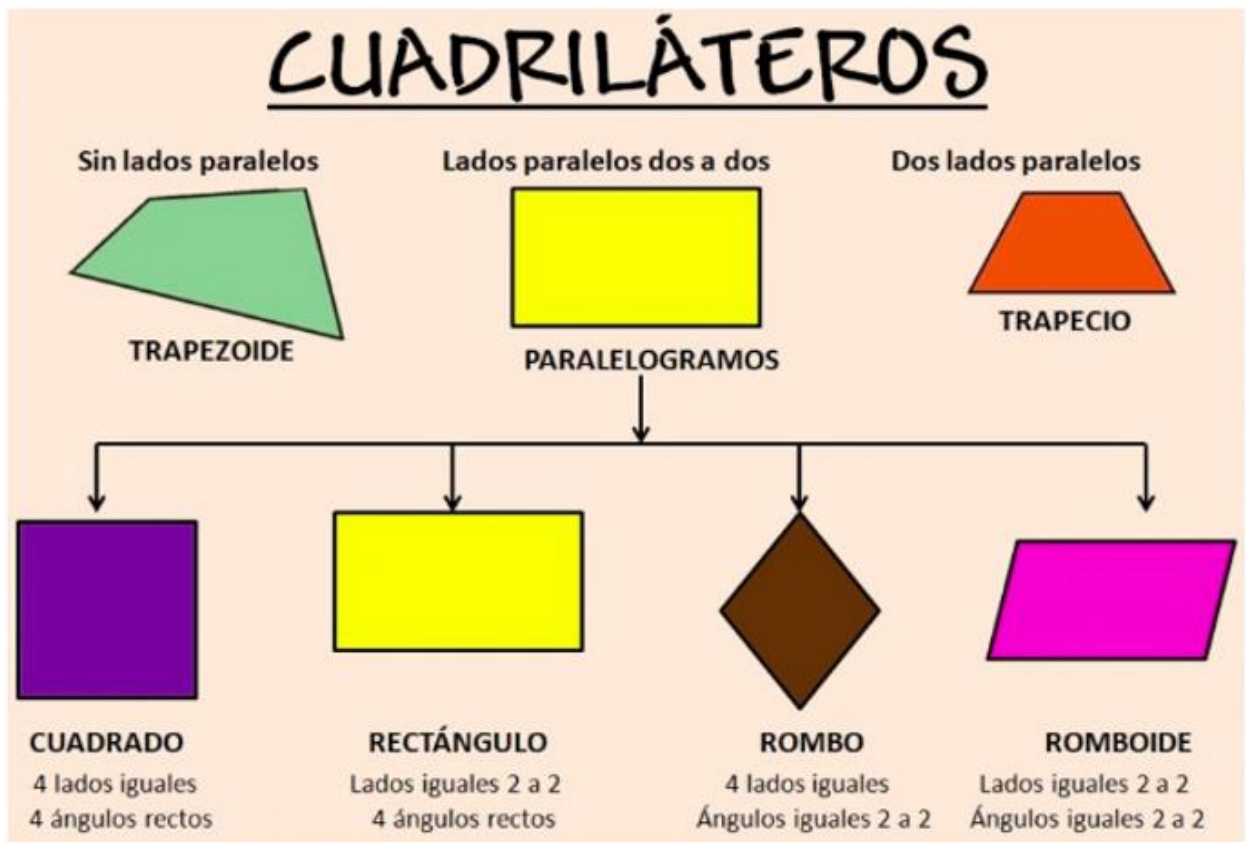 CUADRILÁTEROS
Sin lados paralelos
Lados paralelos dos a dos
Dos lados paralelos
TRAPEZOIDE
PARALELOGRAMOS
TRAPECIO
CUADRADO
4 lados iguales
4 ángulos rectos
RECTÁNGULO
Lados iguales 2 a 2
4 ángulos rectos
ROMBO
4 lados iguales
Ángulos iguales 2 a 2
ROMBOIDE
Lados iguales 2 a 2
Ángulos iguales 2 a 2